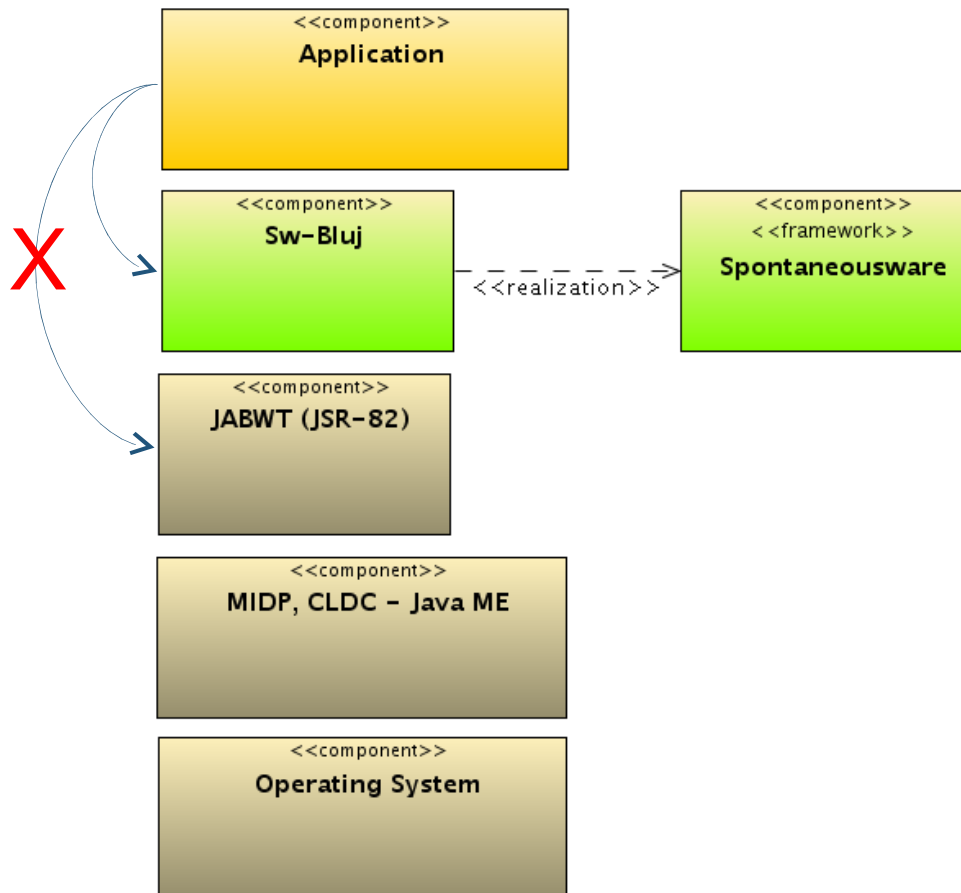 <<component>>
Application
<<component>>
Sw-Bluj
<<component>>
<<framework>>
Spontaneousware
<<realization>>
X
<<component>>
JABWT (JSR-82)
<<component>>
MIDP, CLDC - Java ME
<<component>>
Operating System